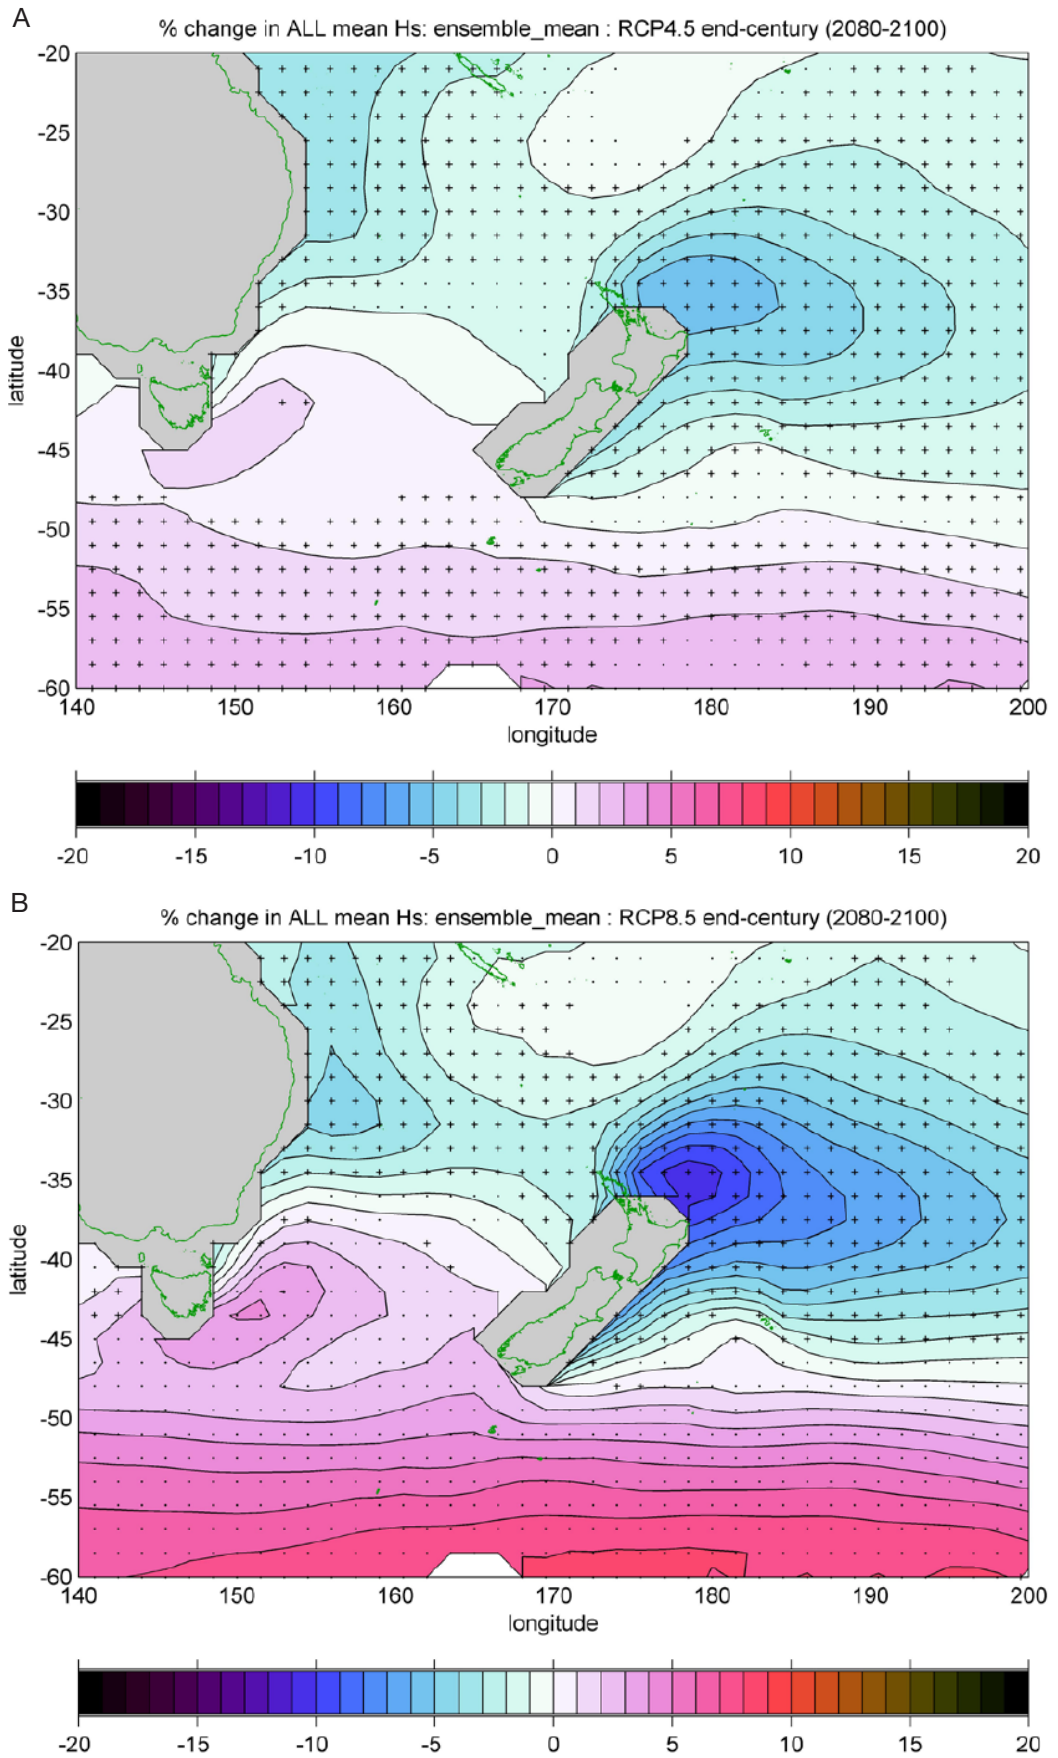 A
% change in ALL mean Hs: ensemble_mean : RCP4.5 end-century (2080-2100)
-20
-25
-30
-35
-40
-45
-50
-55
-60
latitude
140 150 160 170 180 190 200
longitude
-20 -15 -10 -5 0 5 10 15 20
B
% change in ALL mean Hs: ensemble_mean : RCP8.5 end-century (2080-2100)
-20
-25
-30
-35
-40
-45
-50
-55
-60
latitude
140 150 160 170 180 190 200
longitude
-20 -15 -10 -5 0 5 10 15 20